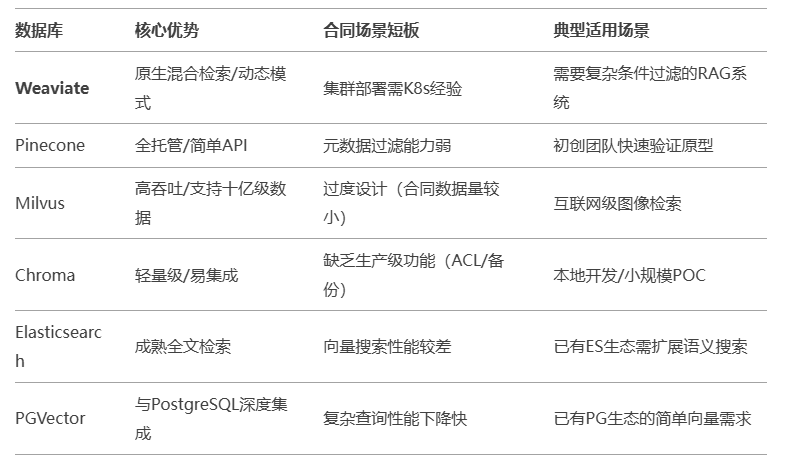 数据库 核心优势 合同场景短板 典型适用场景
Weaviate 原生混合检索/动态模 集群部署需K8s经验 需要复杂条件过滤的RAG系
式 统
Pinecone 全托管/简单API 元数据过滤能力弱 初创团队快速验证原型
Milvus 高吞吐/支持十亿级数 过度设计（合同数据量较 互联网级图像检索
据 小）
Chroma 轻量级/易集成 缺乏生产级功能（ACL/备 本地开发/小规模POC
份）
Elasticsearc 成熟全文检索 向量搜索性能较差 已有ES生态需扩展语义搜索
h
PGVector 与PostgreSQL深度集 复杂查询性能下降快 已有PG生态的简单向量需求
成